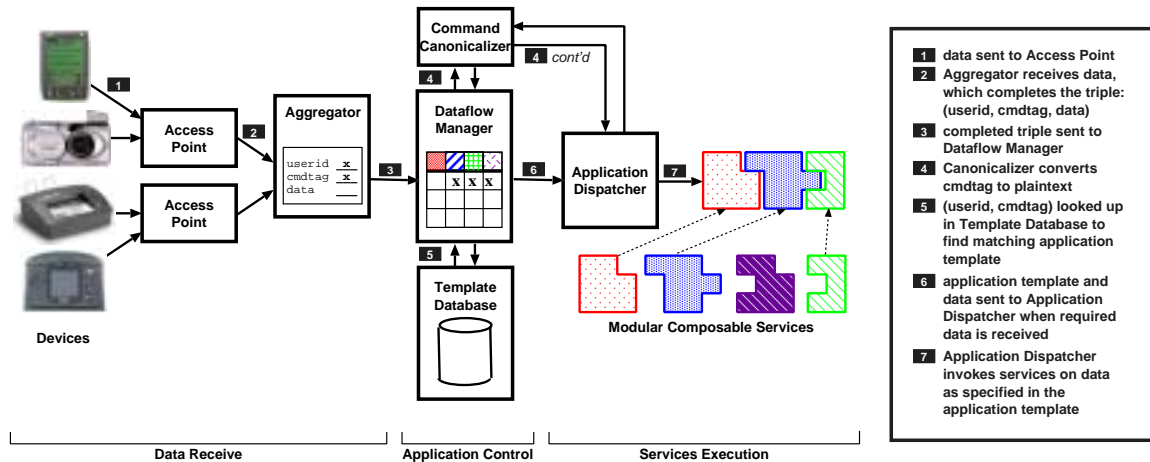 1
Access
Point
Access
Point
Devices
2
Aggregator
userid x
cmdtag x
data
3
Command
Canonicalizer
4
4 cont'd
Dataflow
Manager
x x x
5
Template
Database
6
Application
Dispatcher
7
Modular Composable Services
Data Receive
Application Control
Services Execution
1 data sent to Access Point
2 Aggregator receives data,
which completes the triple:
(userid, cmdtag, data)
3 completed triple sent to
Dataflow Manager
4 Canonicalizer converts
cmdtag to plaintext
5 (userid, cmdtag) looked up
in Template Database to
find matching application
template
6 application template and
data sent to Application
Dispatcher when required
data is received
7 Application Dispatcher
invokes services on data
as specified in the
application template